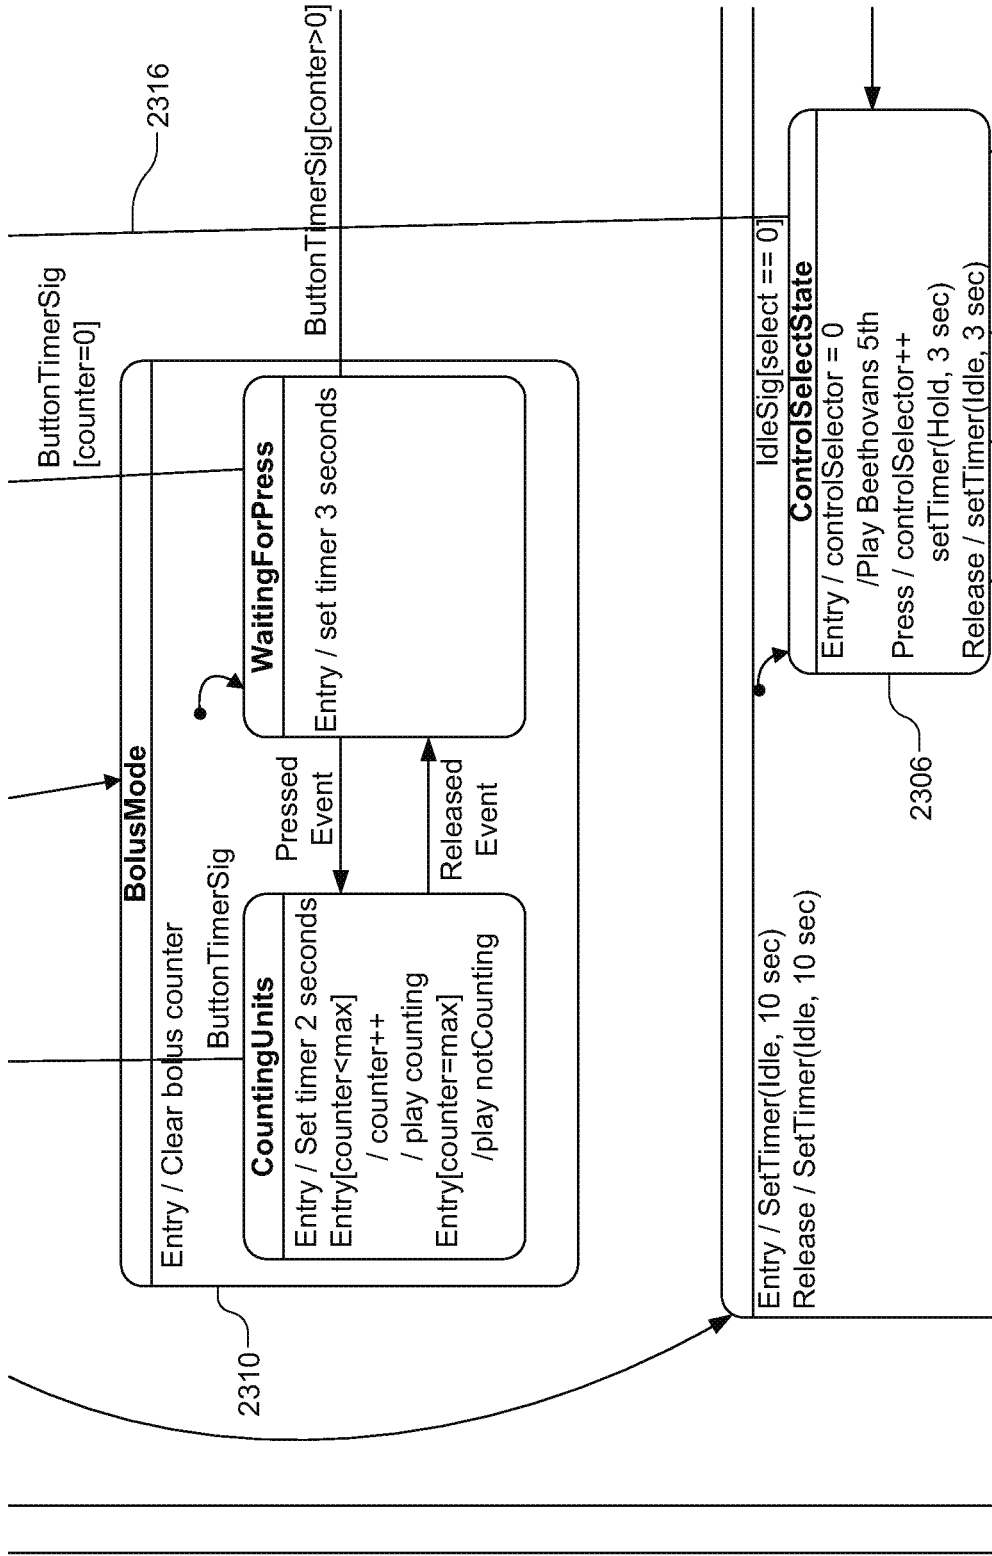 2316
ButtonTimerSig
[counter=0]
ButtonTimerSig[conter>0]
BolusMode
Entry / Clear bolus counter
ButtonTimerSig
CountingUnits
Entry / Set timer 2 seconds
Entry[counter<max]
/ counter++
/ play counting
Entry[counter=max]
/play notCounting
Pressed
Event
Released
Event
WaitingForPress
Entry / set timer 3 seconds
2310
Entry / SetTimer(Idle, 10 sec)
Release / SetTimer(Idle, 10 sec)
IdleSig[select == 0]
ControlSelectState
Entry / controlSelector = 0
/Play Beethovans 5th
Press / controlSelector++
setTimer(Hold, 3 sec)
Release / setTimer(Idle, 3 sec)
2306